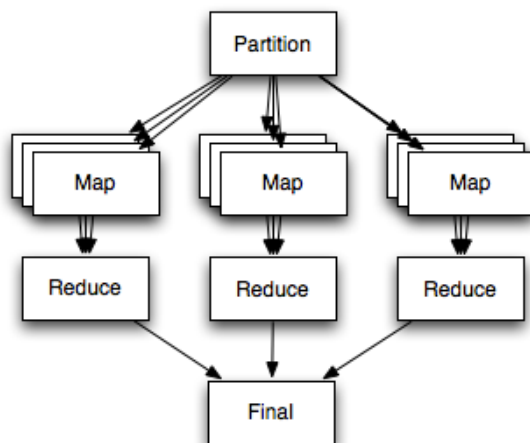 Partition
Map
Map
Map
Reduce
Reduce
Reduce
Final